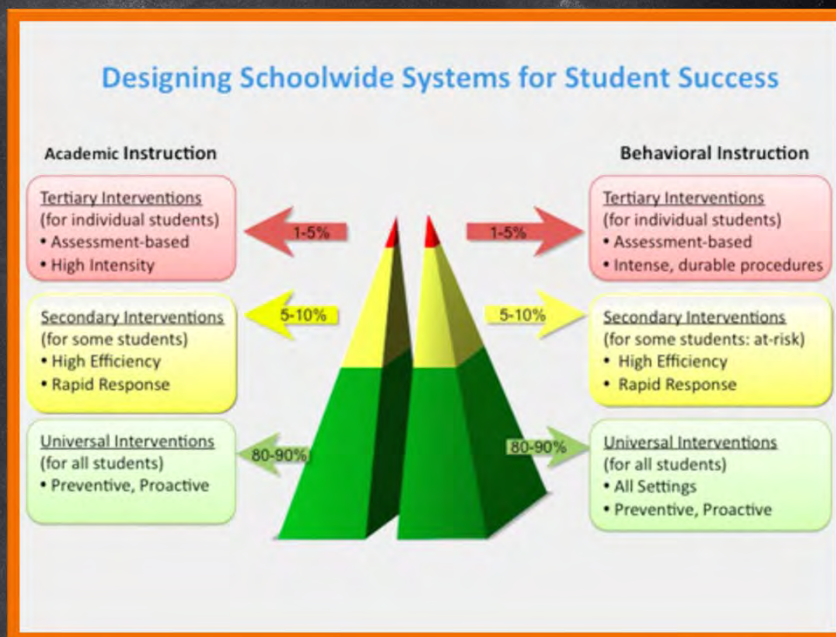 Designing Schoolwide Systems for Student Success
Academic Instruction
Tertiary Interventions
(for individual students)
• Assessment-based
• High Intensity
1-5%
Secondary Interventions
(for some students)
• High Efficiency
• Rapid Response
5-10%
Universal Interventions
(for all students)
• Preventive, Proactive
80-90%
Behavioral Instruction
1-5%
Tertiary Interventions
(for individual students)
• Assessment-based
• Intense, durable procedures
5-10%
Secondary Interventions
(for some students: at-risk)
• High Efficiency
• Rapid Response
80-90%
Universal Interventions
(for all students)
• All Settings
• Preventive, Proactive